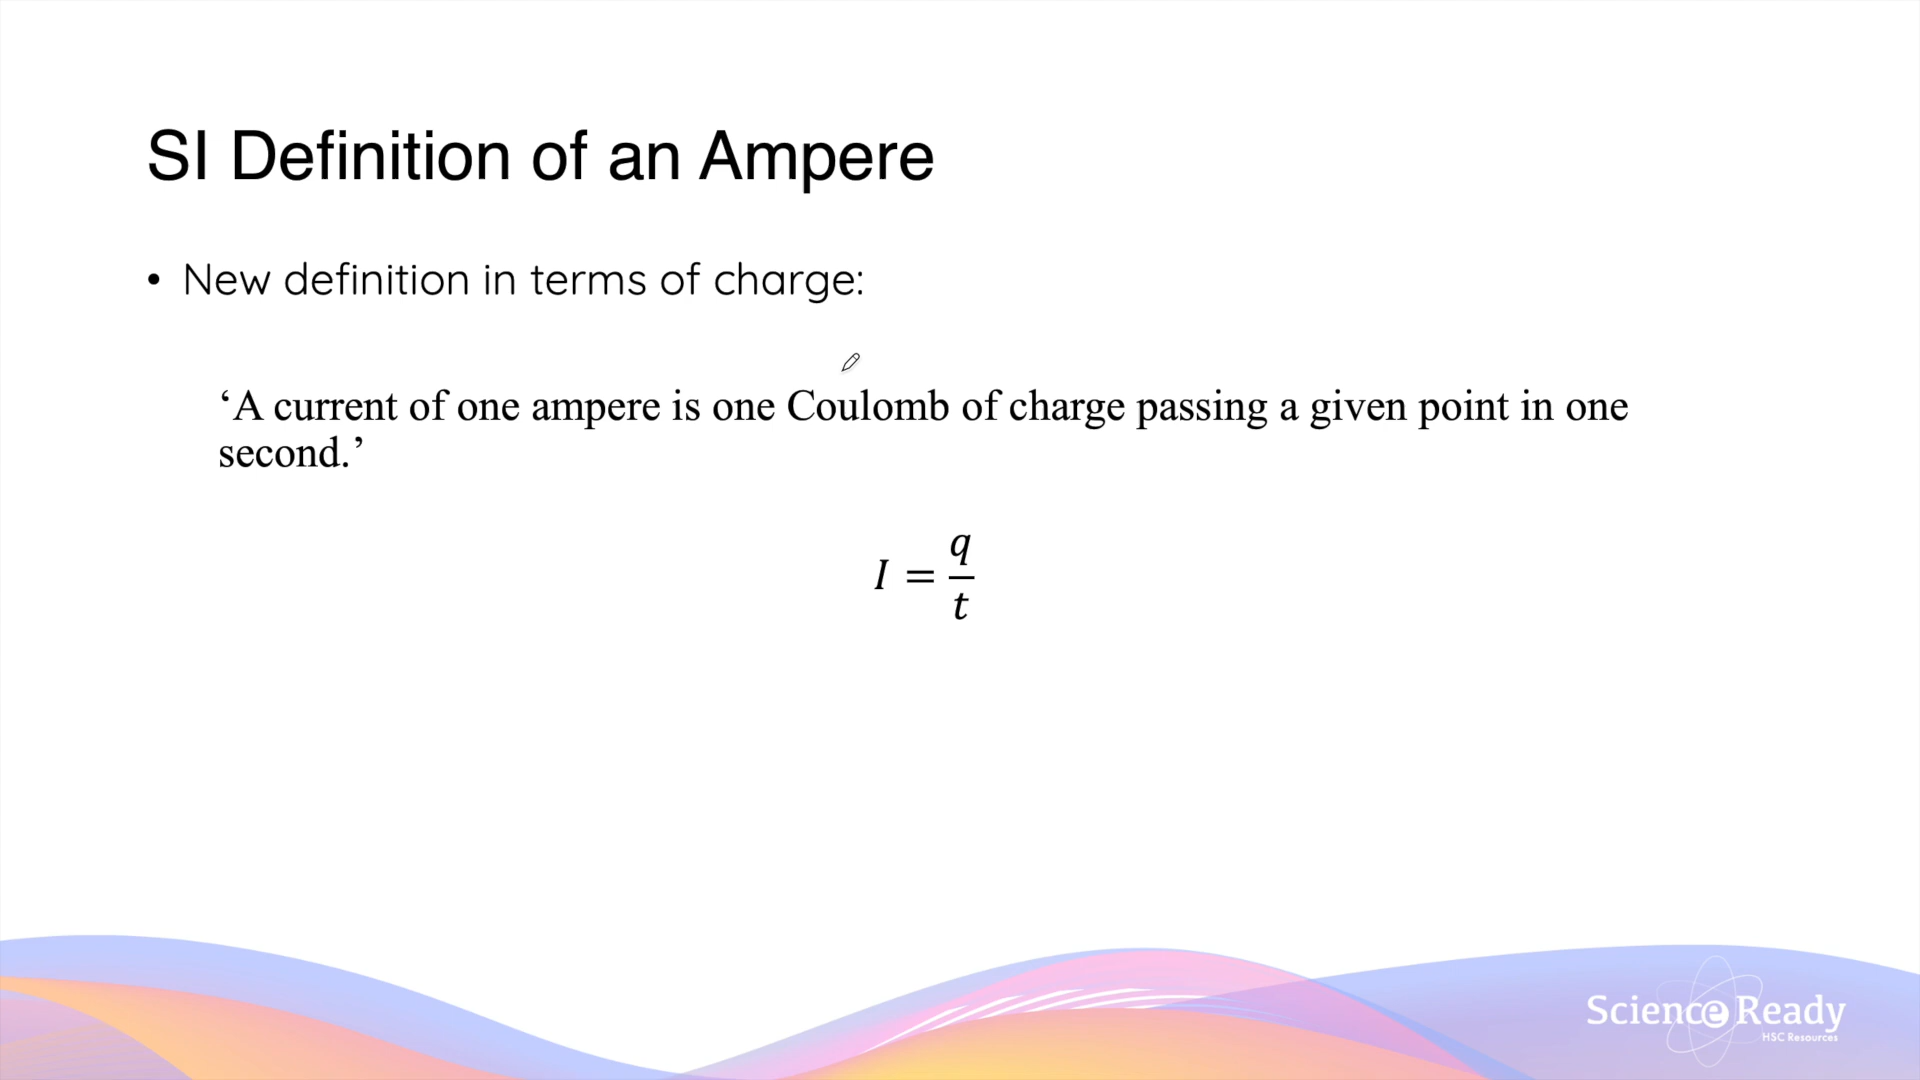 SI Definition of an Ampere
• New definition in terms of charge:
‘A current of one ampere is one Coulomb of charge passing a given point in one
second.’
I = q/t
Science Ready
HSC Resources